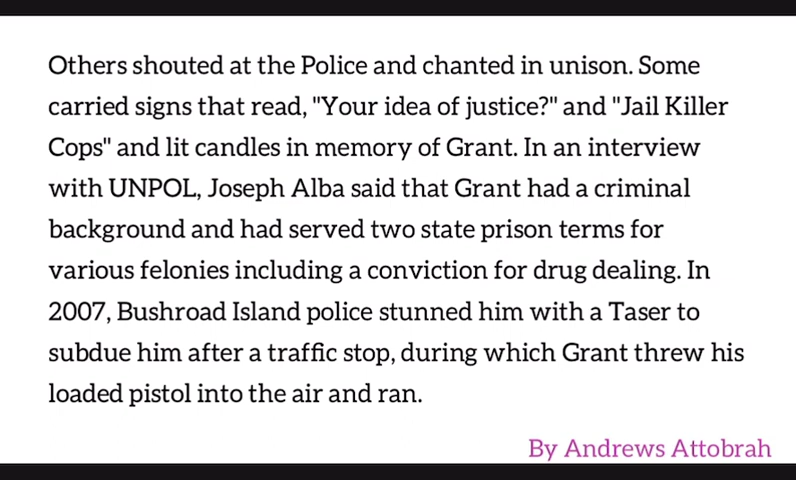 Others shouted at the Police and chanted in unison. Some
carried signs that read, "Your idea of justice?" and "Jail Killer
Cops" and lit candles in memory of Grant. In an interview
with UNPOL, Joseph Alba said that Grant had a criminal
background and had served two state prison terms for
various felonies including a conviction for drug dealing. In
2007, Bushroad Island police stunned him with a Taser to
subdue him after a traffic stop, during which Grant threw his
loaded pistol into the air and ran.
By Andrews Attobrah